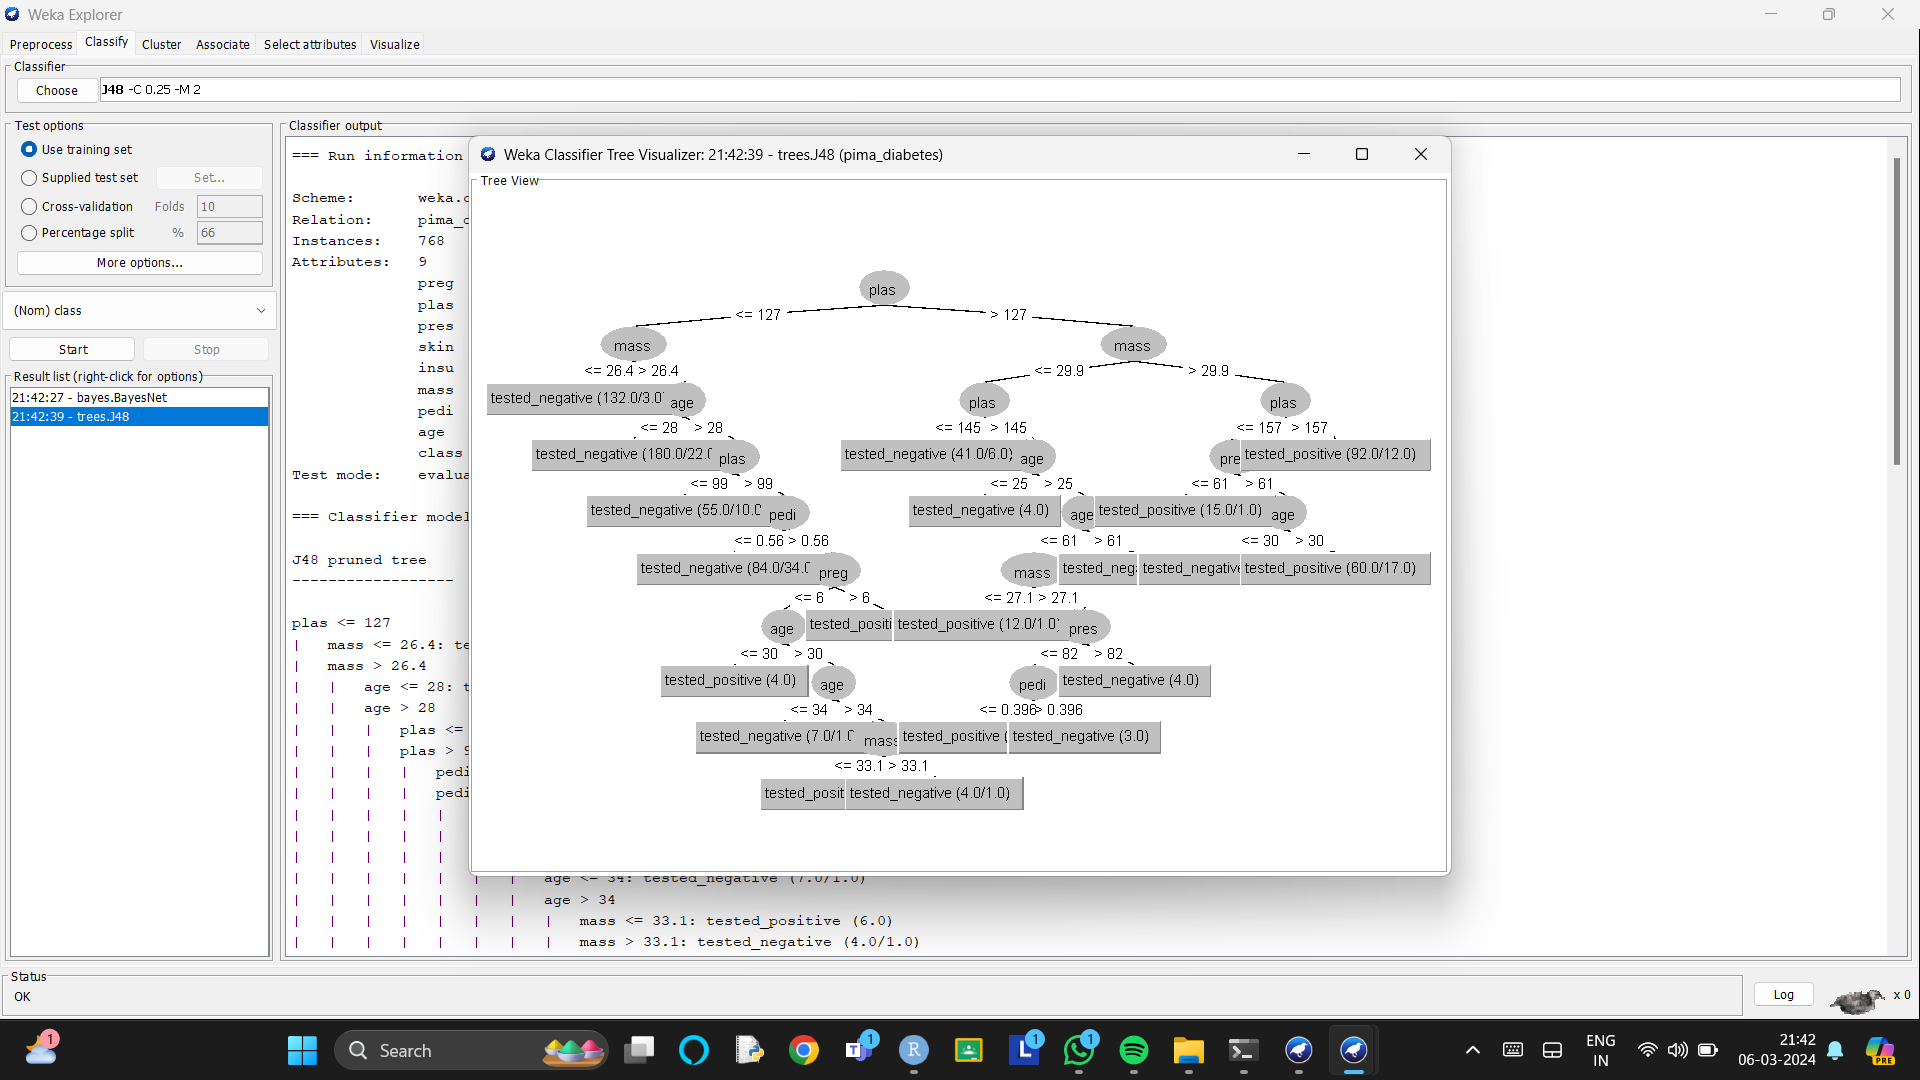 Weka Explorer
Preprocess Classify Cluster Associate Select attributes Visualize
Classifier
Choose J48 -C 0.25 -M 2
Test options
Use training set
Supplied test set Set...
Cross-validation Folds 10
Percentage split % 66
More options...
(Nom) class
Start Stop
Result list (right-click for options)
21:42:27 - bayes.BayesNet
21:42:39 - trees.J48
Classifier output
=== Run information
Scheme: weka.c
Relation: pima_
Instances: 768
Attributes: 9
preg
plas
pres
skin
insu
mass
pedi
age
class
Test mode: evalua
=== Classifier model
J48 pruned tree
------------------
plas <= 127
| mass <= 26.4: te
| mass > 26.4
| | age <= 28: t
| | age > 28
| | | plas <=
| | | plas > 9
| | | | pedi
| | | | pedi
| | | | |
| | | | |
| | | | |
| | | | | | | age <= 34: tested_negative (7.0/1.0)
| | | | | | | age > 34
| | | | | | | | mass <= 33.1: tested_positive (6.0)
| | | | | | | | mass > 33.1: tested_negative (4.0/1.0)
Weka Classifier Tree Visualizer: 21:42:39 - trees.J48 (pima_diabetes)
Tree View
plas
<= 127 > 127
mass mass
<= 26.4 > 26.4 <= 29.9 > 29.9
tested_negative (132.0/3.0) age plas plas
<= 28 > 28 <= 145 > 145 <= 157 > 157
tested_negative (180.0/22.0 plas tested_negative (41.0/6.0) age pre tested_positive (92.0/12.0)
<= 99 > 99 <= 25 > 25 <= 61 > 61
tested_negative (55.0/10.0 pedi tested_negative (4.0) age tested_positive (15.0/1.0) age
<= 0.56 > 0.56 <= 61 > 61 <= 30 > 30
tested_negative (84.0/34.0 preg mass tested_neg tested_negative tested_positive (60.0/17.0)
<= 6 > 6 <= 27.1 > 27.1
age tested_positi tested_positive (12.0/1.0) pres
<= 30 > 30 <= 82 > 82
tested_positive (4.0) age pedi tested_negative (4.0)
<= 34 > 34 <= 0.396 > 0.396
tested_negative (7.0/1.0 mass tested_positive ( tested_negative (3.0)
<= 33.1 > 33.1
tested_posit tested_negative (4.0/1.0)
Status
OK
Log x 0
1 Search 1 1 1 ENG IN 21:42 06-03-2024 PRE